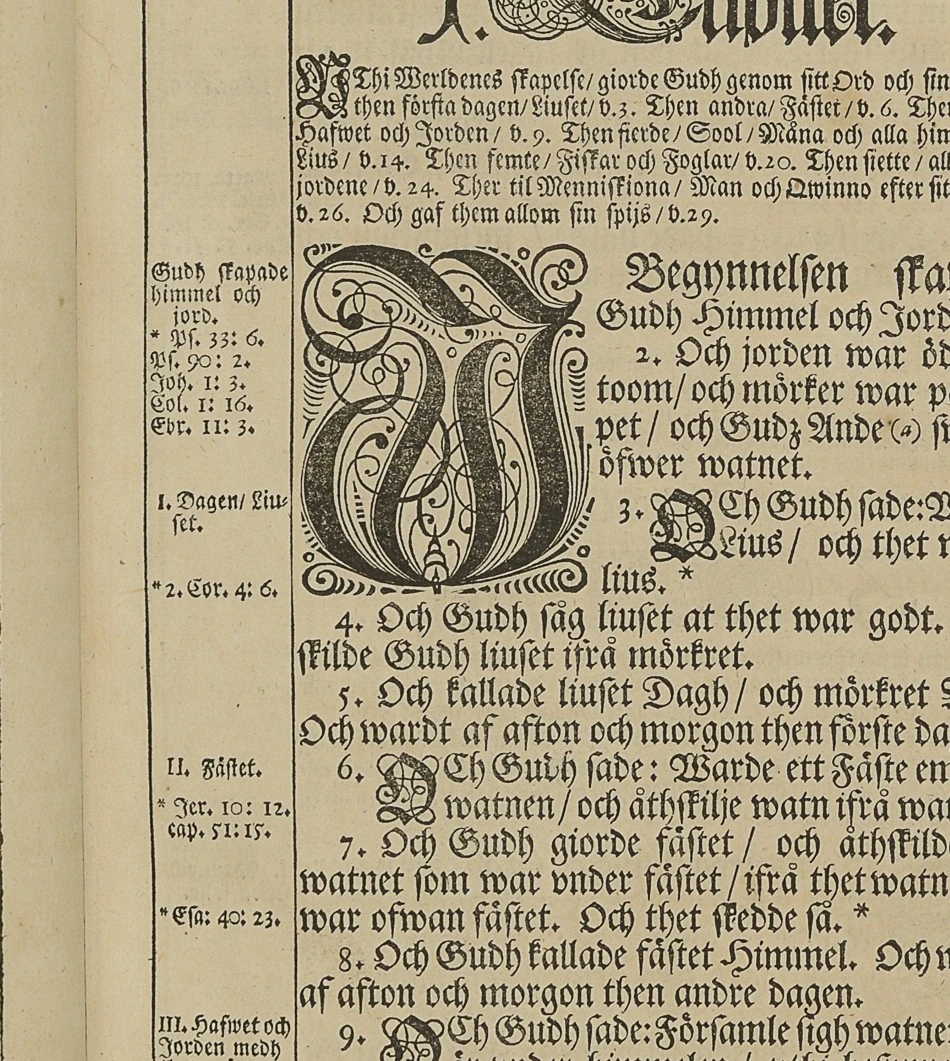 I. Capitel.
EThi Werldenes skapelse/ giorde Gudh genom sitt Ord och sin
then första dagen/ Liuset/ v.3. Then andra/ Fästet/ v. 6. The
Hafwet och Jorden/ v. 9. Then fierde/ Sool/ Måna och alla him
Lius/ v.14. Then femte/ Fiskar och Foglar/ v.20. Then siette/ all
jordene/ v. 24. Ther til Menniskiona/ Man och Qwinno efter sit
v.26. Och gaf them allom sin spijs/ v.29.
Gudh skapade
himmel och
jord.
* Ps. 33: 6.
Ps. 90: 2.
Joh. 1: 3.
Col. 1: 16.
Ebr. 11: 3.
1. Dagen/ Liu-
set.
*2. Cor. 4: 6.
II. Fästet.
* Jer. 10: 12.
cap. 51: 15.
*Esa: 40: 23.
III. Hafwet och
Jorden medh
Begynnelsen ska
Gudh Himmel och Jord
2. Och jorden war öd
toom/ och mörker war p
pet/ och Gudz Ande (a) s
öfwer watnet.
3. OCh Gudh sade: W
Lius/ och thet w
lius. *
4. Och Gudh såg liuset at thet war godt.
skilde Gudh liuset ifrå mörkret.
5. Och kallade liuset Dagh/ och mörkret
Och wardt af afton och morgon then förste da
6. OCh Gudh sade: Warde ett Fäste em
watnen/ och åthskilje watn ifrå wa
7. Och Gudh giorde fästet/ och åthskild
watnet som war vnder fästet/ ifrå thet watn
war ofwan fästet. Och thet skedde så. *
8. Och Gudh kallade fästet Himmel. Och w
af afton och morgon then andre dagen.
9. OCh Gudh sade: Församle sigh watne